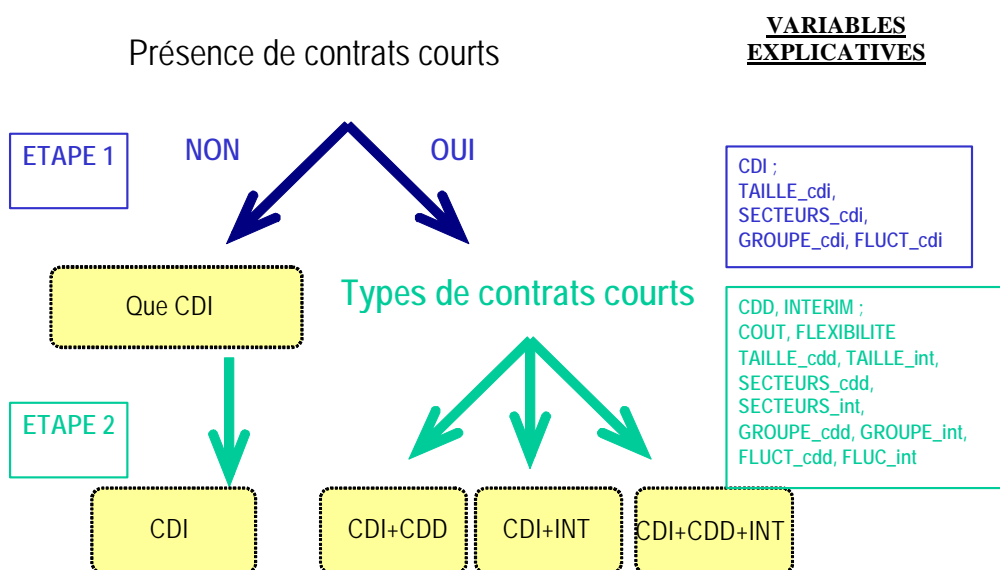 Présence de contrats courts
VARIABLES
EXPLICATIVES
ETAPE 1
NON
OUI
CDI ;
TAILLE_cdi,
SECTEURS_cdi,
GROUPE_cdi, FLUCT_cdi
Que CDI
Types de contrats courts
CDD, INTERIM ;
COUT, FLEXIBILITE
TAILLE_cdd, TAILLE_int,
SECTEURS_cdd,
SECTEURS_int,
GROUPE_cdd, GROUPE_int,
FLUCT_cdd, FLUC_int
ETAPE 2
CDI
CDI+CDD
CDI+INT
CDI+CDD+INT